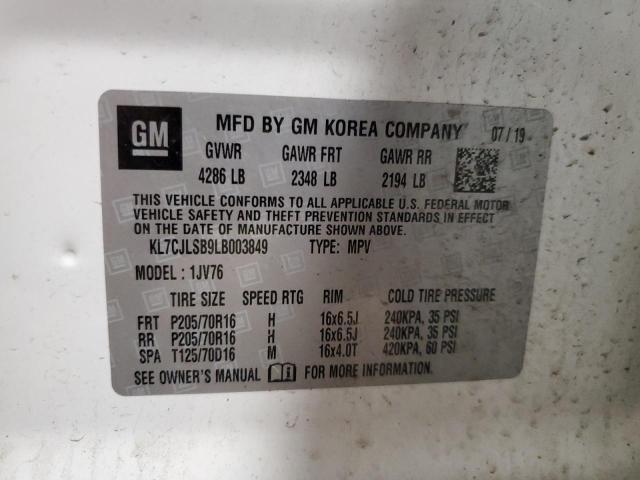 GM MFD BY GM KOREA COMPANY 07/19
GVWR GAWR FRT GAWR RR
4286 LB 2348 LB 2194 LB
THIS VEHICLE CONFORMS TO ALL APPLICABLE U.S. FEDERAL MOTOR
VEHICLE SAFETY AND THEFT PREVENTION STANDARDS IN EFFECT
ON THE DATE OF MANUFACTURE SHOWN ABOVE.
KL7CJLSB9LB003849 TYPE: MPV
MODEL: 1JV76
TIRE SIZE SPEED RTG RIM COLD TIRE PRESSURE
FRT P205/70R16 H 16x6.5J 240KPA, 35 PSI
RR P205/70R16 H 16x6.5J 240KPA, 35 PSI
SPA T125/70D16 M 16x4.0T 420KPA, 60 PSI
SEE OWNER'S MANUAL FOR MORE INFORMATION.